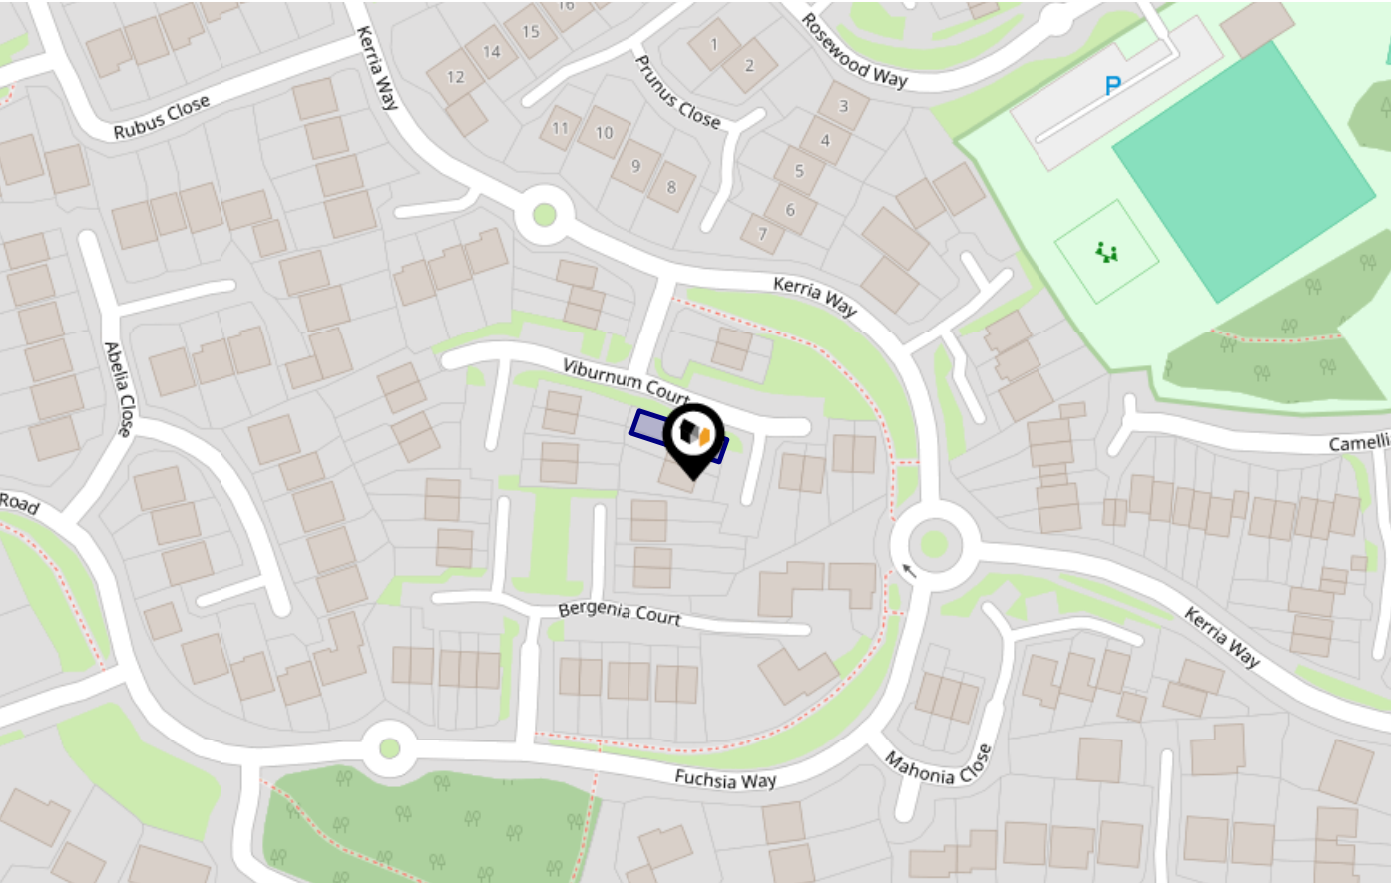 16
15
14
12
Kerria Way
Rubus Close
Prunus Close
1
2
Rosewood Way
P
3
4
5
6
7
11
10
9
8
Kerria Way
Abelia Close
Viburnum Court
Camelli
Road
Bergenia Court
Kerria Way
Fuchsia Way
Mahonia Close